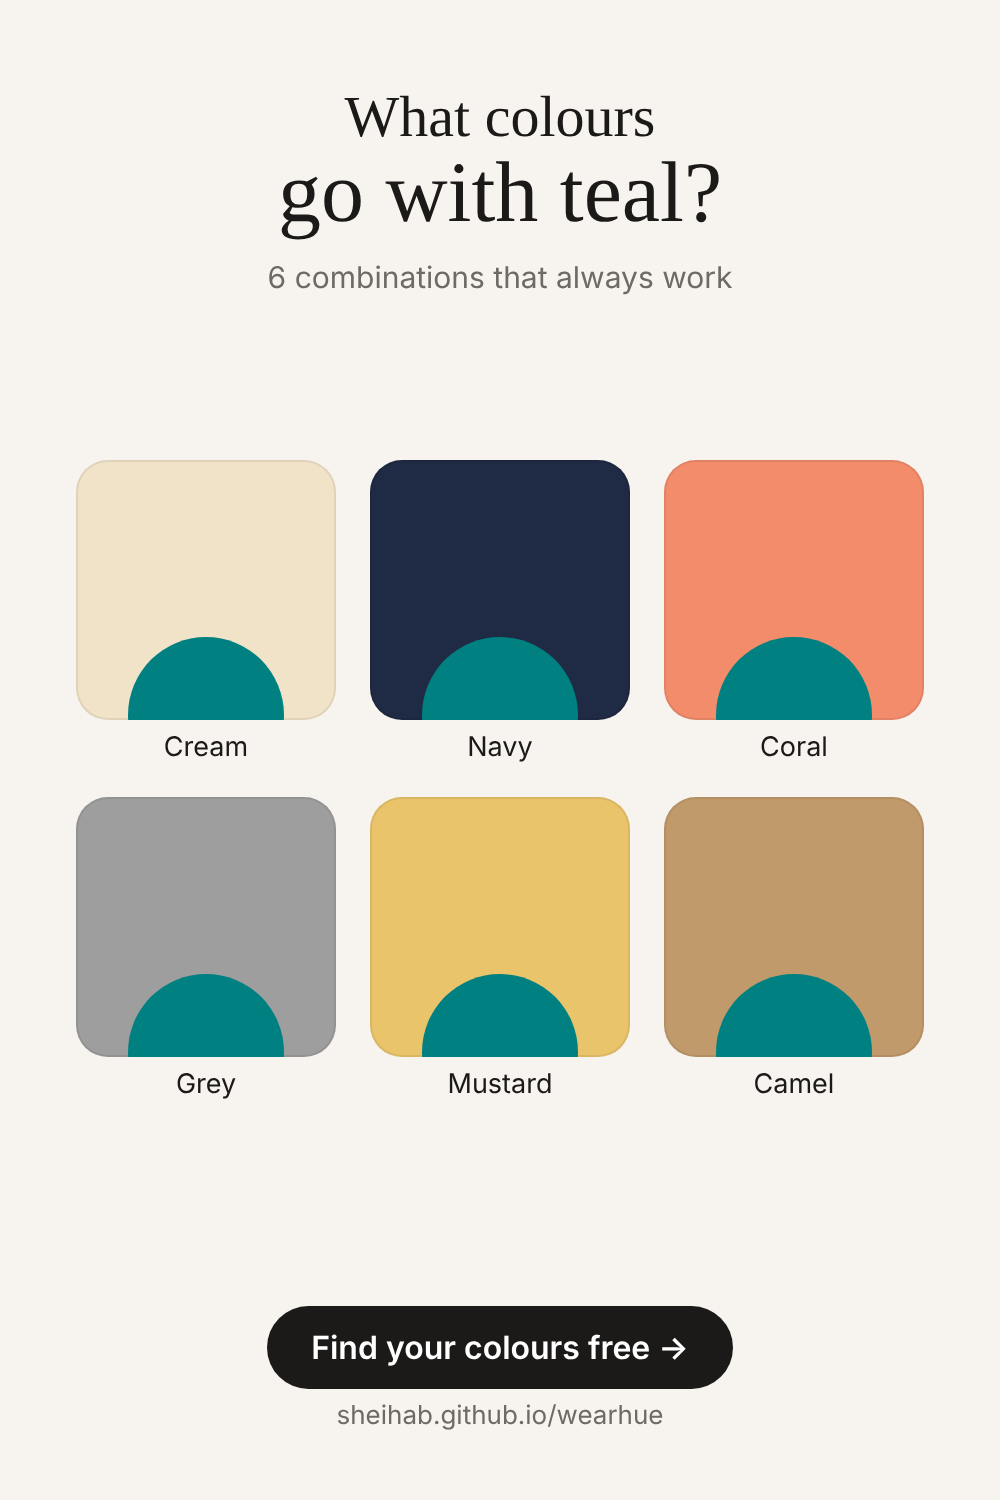 What colours
go with teal?
6 combinations that always work
Cream
Navy
Coral
Grey
Mustard
Camel
Find your colours free →
sheihab.github.io/wearhue